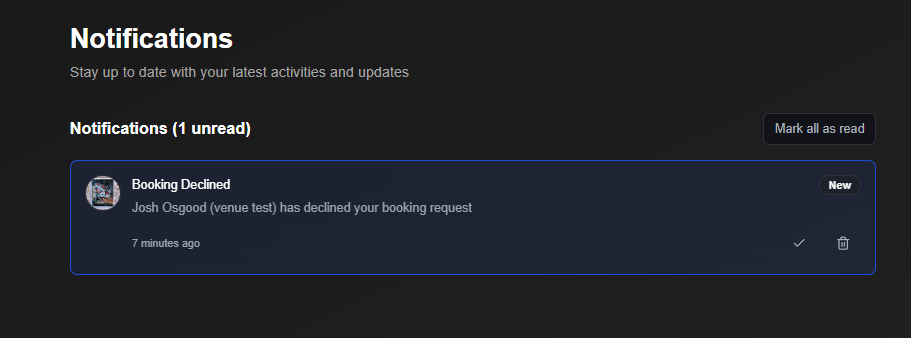 Notifications
Stay up to date with your latest activities and updates
Notifications (1 unread)
Mark all as read
Booking Declined
New
Josh Osgood (venue test) has declined your booking request
7 minutes ago